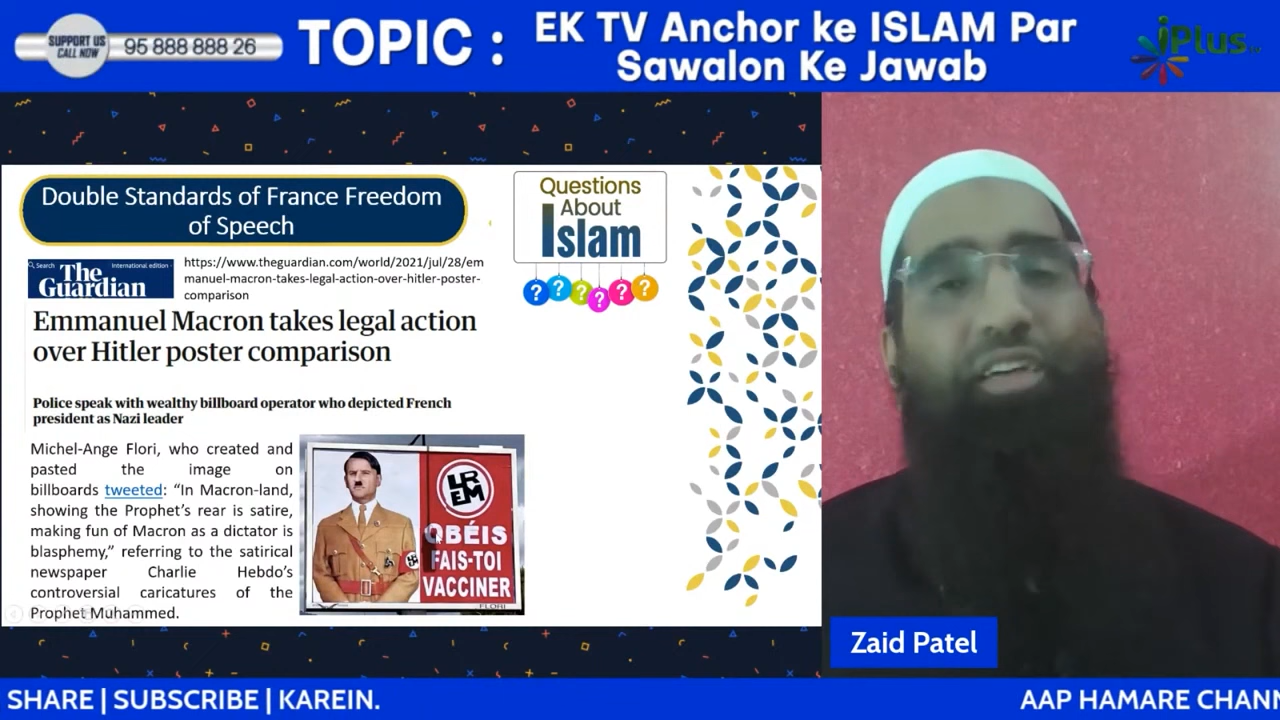 SUPPORT US
CALL NOW
95 888 888 26
TOPIC :
EK TV Anchor ke ISLAM Par
Sawalon Ke Jawab
iPlus
Double Standards of France Freedom
of Speech
Questions
About
Islam
? ? ? ? ? ?
Search
International edition
The
Guardian
https://www.theguardian.com/world/2021/jul/28/em
manuel-macron-takes-legal-action-over-hitler-poster-
comparison
Emmanuel Macron takes legal action
over Hitler poster comparison
Police speak with wealthy billboard operator who depicted French
president as Nazi leader
Michel-Ange Flori, who created and
pasted the image on
billboards tweeted: “In Macron-land,
showing the Prophet’s rear is satire,
making fun of Macron as a dictator is
blasphemy,” referring to the satirical
newspaper Charlie Hebdo’s
controversial caricatures of the
Prophet Muhammed.
LR
EM
OBÉIS
FAIS-TOI
VACCINER
FLORI
Zaid Patel
SHARE | SUBSCRIBE | KAREIN.
AAP HAMARE CHANN